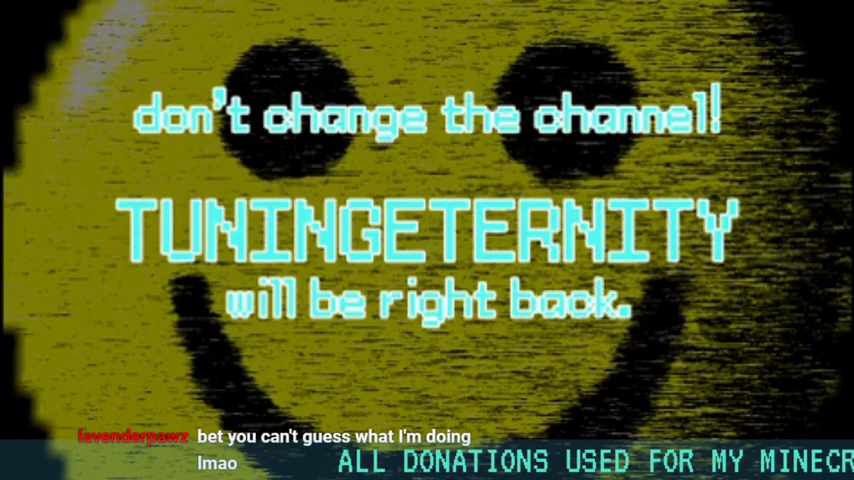 don't change the channel!
TUNINGETERNITY
will be right back.
lavenderpawz bet you can't guess what I'm doing
lmao
ALL DONATIONS USED FOR MY MINECR